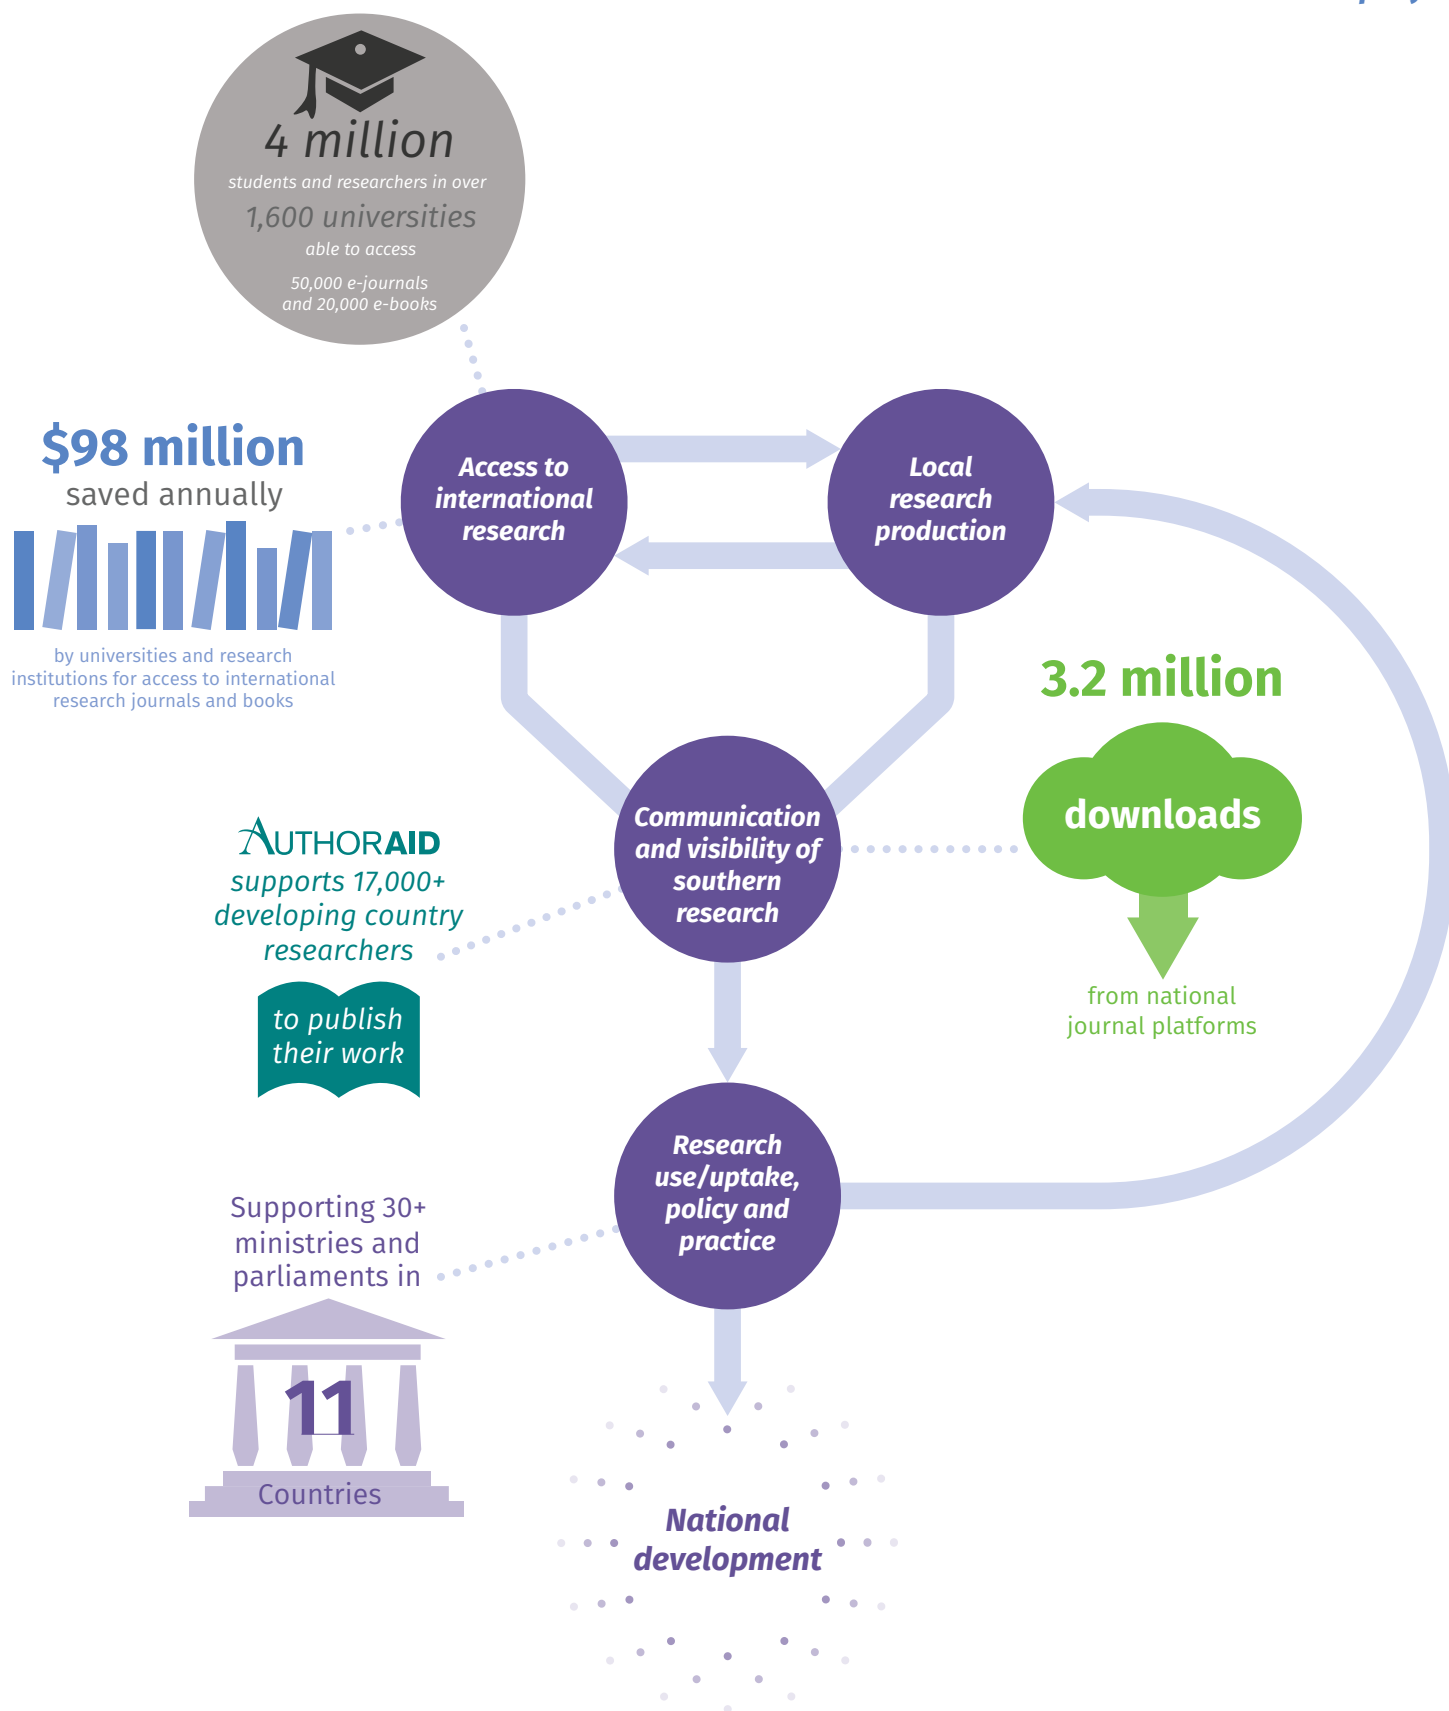 4 million
students and researchers in over
1,600 universities
able to access
50,000 e-journals
and 20,000 e-books
$98 million
saved annually
by universities and research
institutions for access to international
research journals and books
Access to
international
research
Local
research
production
3.2 million
downloads
from national
journal platforms
Communication
and visibility of
southern
research
AUTHORAID
supports 17,000+
developing country
researchers
to publish
their work
Research
use/uptake,
policy and
practice
Supporting 30+
ministries and
parliaments in
11
Countries
National
development